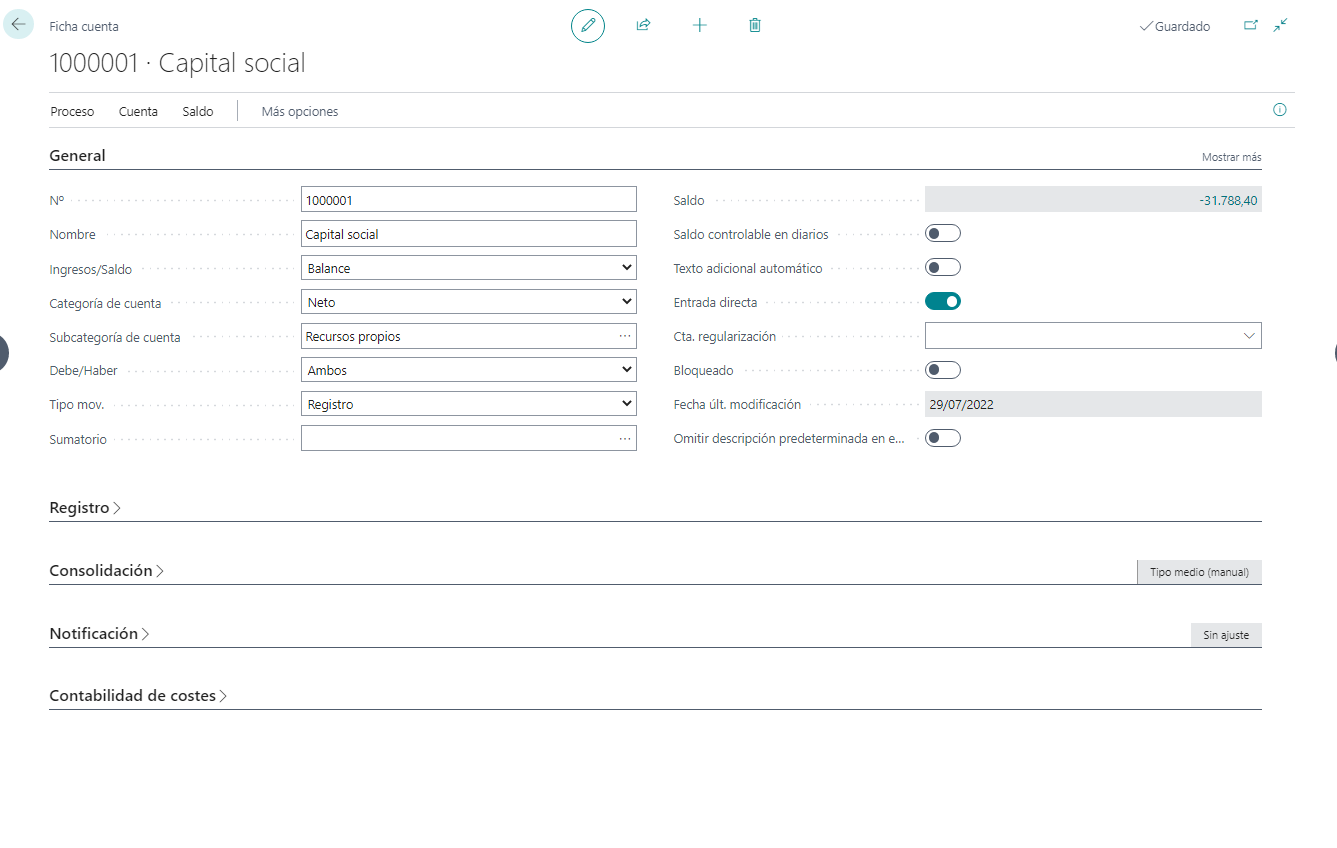 Ficha cuenta
Guardado
1000001 · Capital social
Proceso Cuenta Saldo Más opciones
General
Mostrar más
Nº 1000001
Nombre Capital social
Ingresos/Saldo Balance
Categoría de cuenta Neto
Subcategoría de cuenta Recursos propios
Debe/Haber Ambos
Tipo mov. Registro
Sumatorio
Saldo -31.788,40
Saldo controlable en diarios
Texto adicional automático
Entrada directa
Cta. regularización
Bloqueado
Fecha últ. modificación 29/07/2022
Omitir descripción predeterminada en e...
Registro
Consolidación
Tipo medio (manual)
Notificación
Sin ajuste
Contabilidad de costes